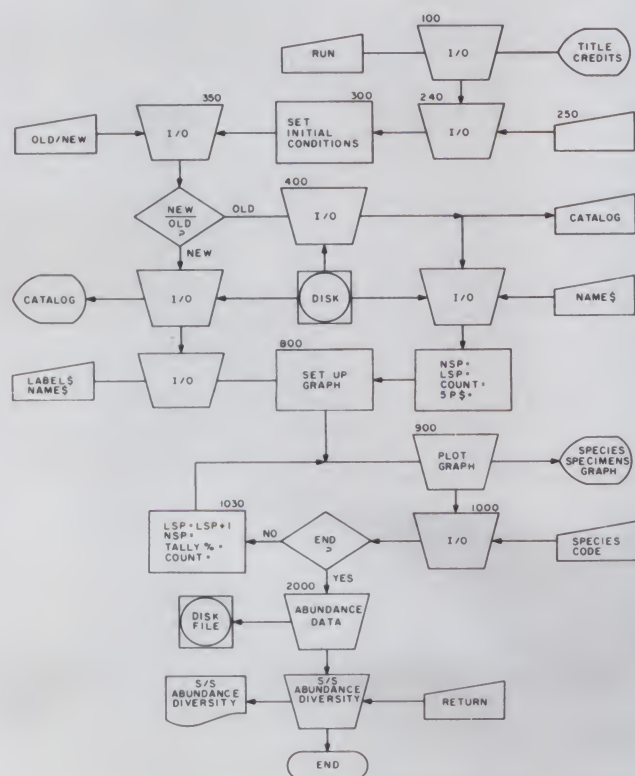 100
RUN
I/O
TITLE
CREDITS
350
300
240
250
OLD/NEW
I/O
SET
INITIAL
CONDITIONS
I/O
400
NEW
OLD
?
OLD
I/O
CATALOG
NEW
CATALOG
I/O
DISK
I/O
NAME$
800
LABEL$
NAME$
I/O
SET UP
GRAPH
NSP=
LSP=
COUNT=
SP$=
900
PLOT
GRAPH
SPECIES
SPECIMENS
GRAPH
1030
1000
LSP=LSP+1
NSP=
TALLY%=
COUNT=
NO
END
?
I/O
SPECIES
CODE
YES
2000
DISK
FILE
ABUNDANCE
DATA
S/S
ABUNDANCE
DIVERSITY
S/S
ABUNDANCE
DIVERSITY
RETURN
END